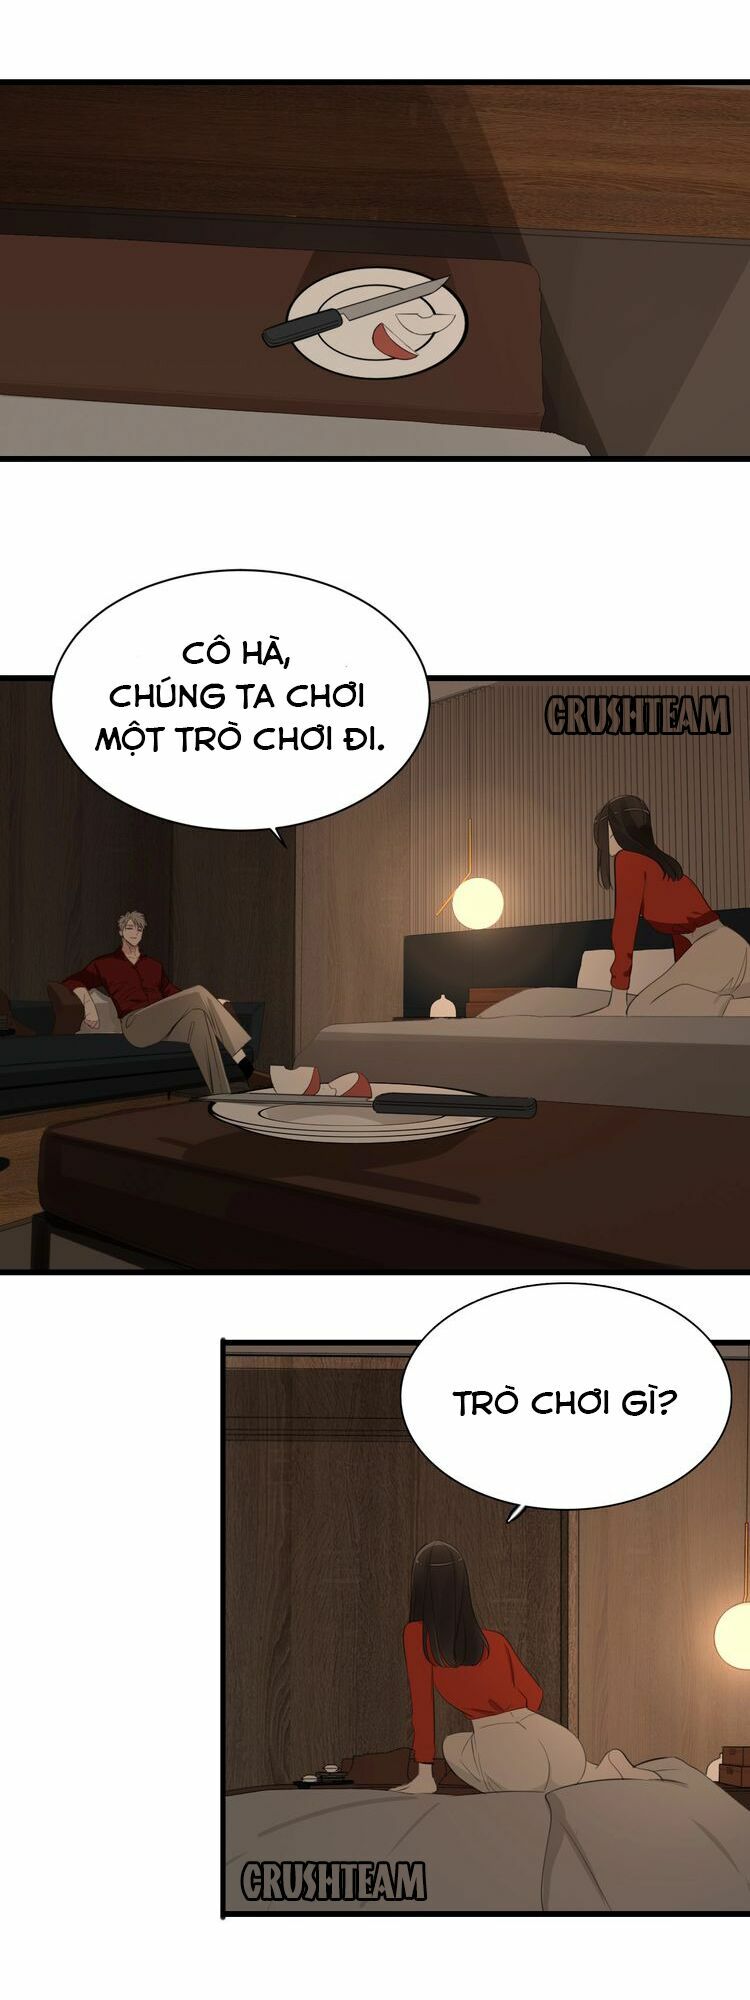 CÔ HÀ,
CHÚNG TA CHƠI
MỘT TRÒ CHƠI ĐI.
CRUSHTEAM
TRÒ CHƠI GÌ?
CRUSHTEAM